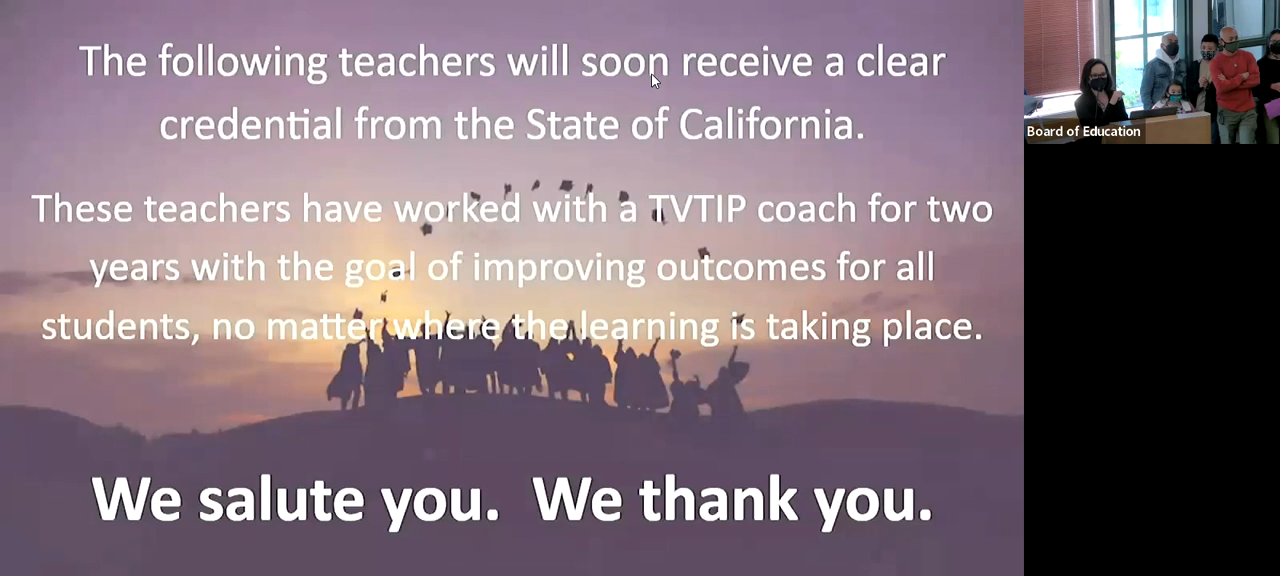 The following teachers will soon receive a clear
credential from the State of California.
These teachers have worked with a TVTIP coach for two
years with the goal of improving outcomes for all
students, no matter where the learning is taking place.
We salute you.  We thank you.
Board of Education